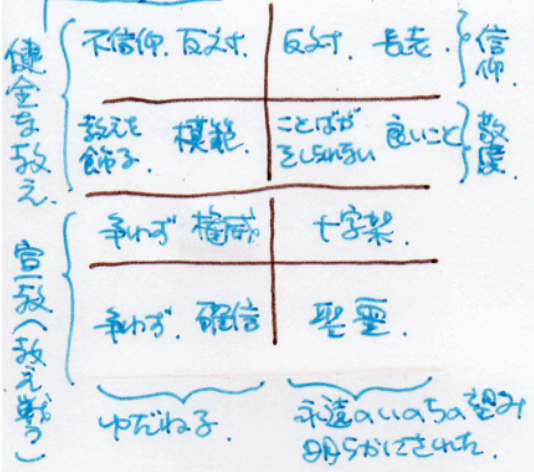 不信仰. 反対. 反対. 長老.
信仰.
健全な教え.
教えを飾る. 模範. ことばがそしられない 良いこと
敬虔.
争わず 権威. 十字架.
宣教(教え戦う)
争わず. 確信 聖霊.
ゆだねる. 永遠のいのちの望み
明らかにされた.